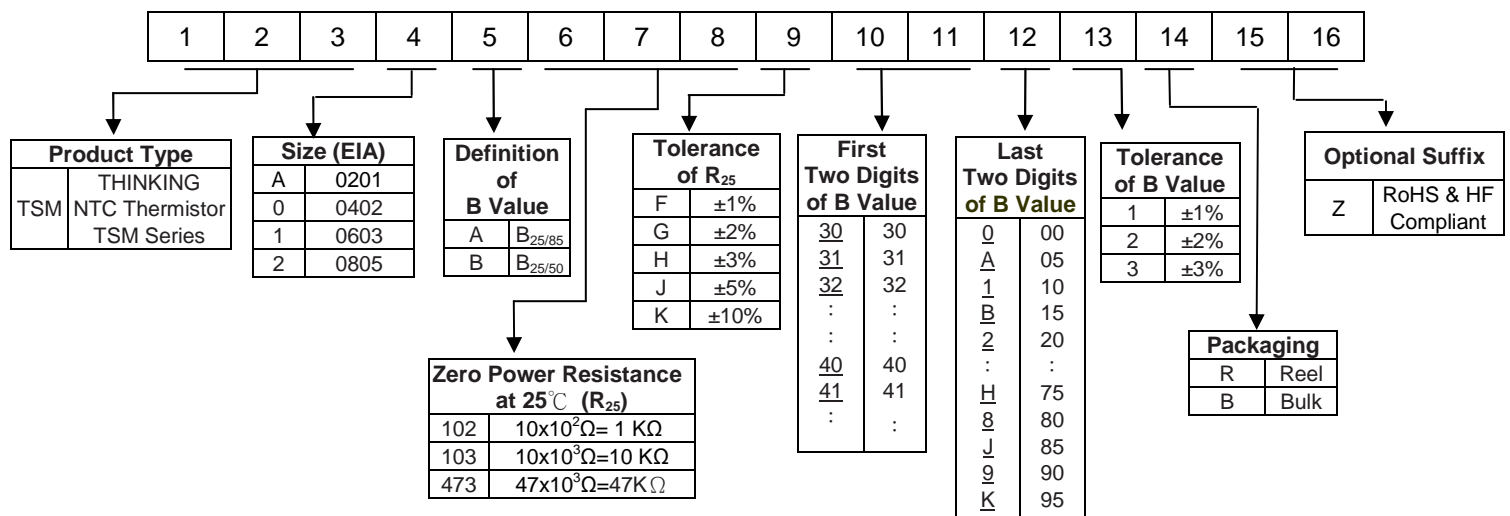 1 2 3 4 5 6 7 8 9 10 11 12 13 14 15 16
Product Type
TSM THINKING NTC Thermistor TSM Series
Size (EIA)
A 0201
0 0402
1 0603
2 0805
Definition
of
B Value
A B25/85
B B25/50
Zero Power Resistance
at 25℃ (R25)
102 10x10²Ω= 1 KΩ
103 10x10³Ω=10 KΩ
473 47x10³Ω=47KΩ
Tolerance
of R25
F ±1%
G ±2%
H ±3%
J ±5%
K ±10%
First
Two Digits
of B Value
30 30
31 31
32 32
: :
: :
40 40
41 41
: :
Last
Two Digits
of B Value
0 00
A 05
1 10
B 15
2 20
: :
H 75
8 80
J 85
9 90
K 95
Tolerance
of B Value
1 ±1%
2 ±2%
3 ±3%
Packaging
R Reel
B Bulk
Optional Suffix
Z RoHS & HF
Compliant